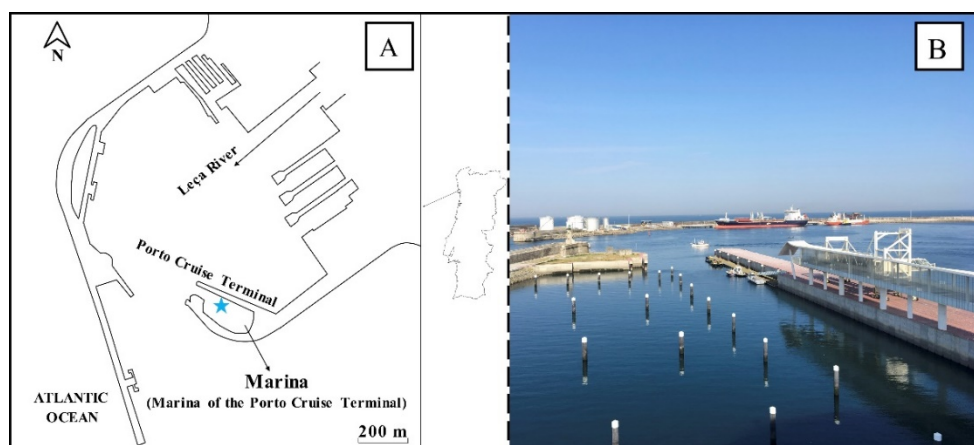 N
A
Leça River
Porto Cruise Terminal
Marina
(Marina of the Porto Cruise Terminal)
ATLANTIC
OCEAN
200 m
B